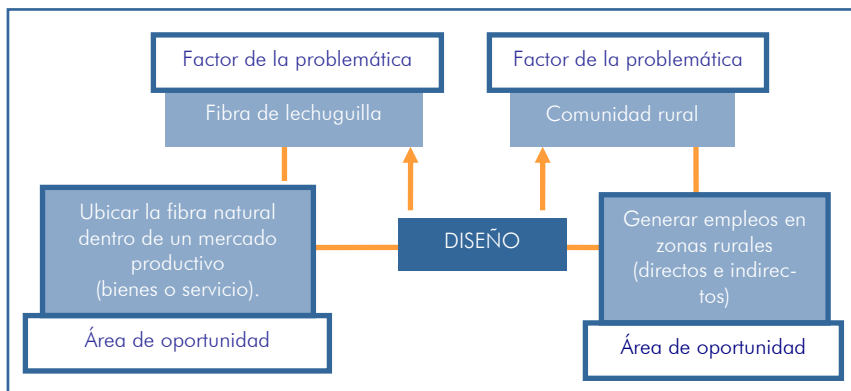 Factor de la problemática
Fibra de lechuguilla
Factor de la problemática
Comunidad rural
Ubicar la fibra natural
dentro de un mercado
productivo
(bienes o servicio).
Área de oportunidad
DISEÑO
Generar empleos en
zonas rurales
(directos e indirec-
tos)
Área de oportunidad